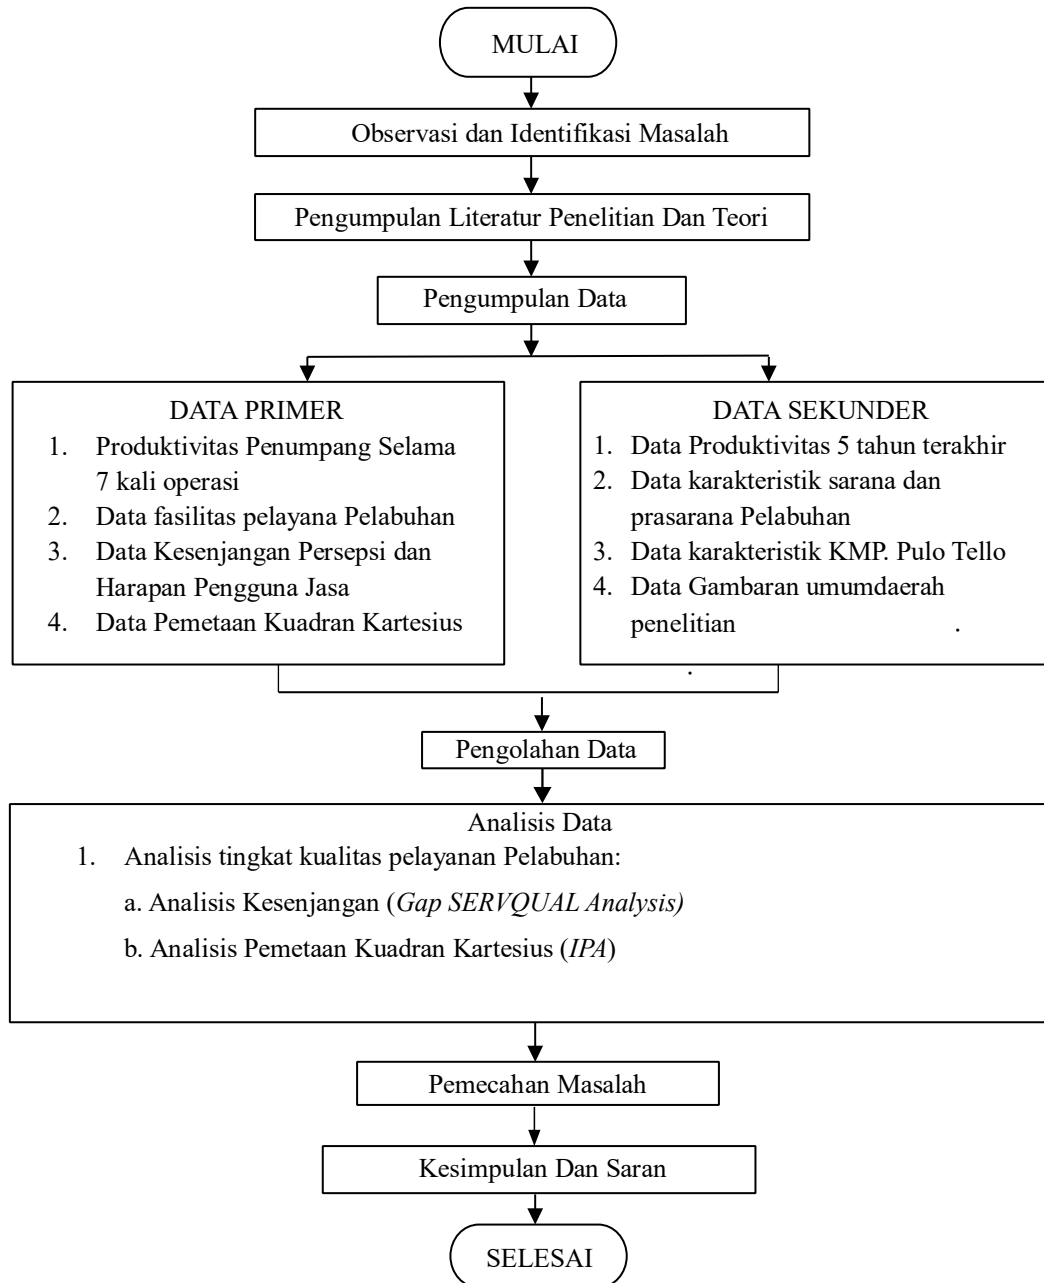 MULAI
Observasi dan Identifikasi Masalah
Pengumpulan Literatur Penelitian Dan Teori
Pengumpulan Data
DATA PRIMER
1. Produktivitas Penumpang Selama
7 kali operasi
2. Data fasilitas pelayana Pelabuhan
3. Data Kesenjangan Persepsi dan
Harapan Pengguna Jasa
4. Data Pemetaan Kuadran Kartesius
DATA SEKUNDER
1. Data Produktivitas 5 tahun terakhir
2. Data karakteristik sarana dan
prasarana Pelabuhan
3. Data karakteristik KMP. Pulo Tello
4. Data Gambaran umumdaerah
penelitian .
.
Pengolahan Data
Analisis Data
1. Analisis tingkat kualitas pelayanan Pelabuhan:
a. Analisis Kesenjangan (Gap SERVQUAL Analysis)
b. Analisis Pemetaan Kuadran Kartesius (IPA)
Pemecahan Masalah
Kesimpulan Dan Saran
SELESAI